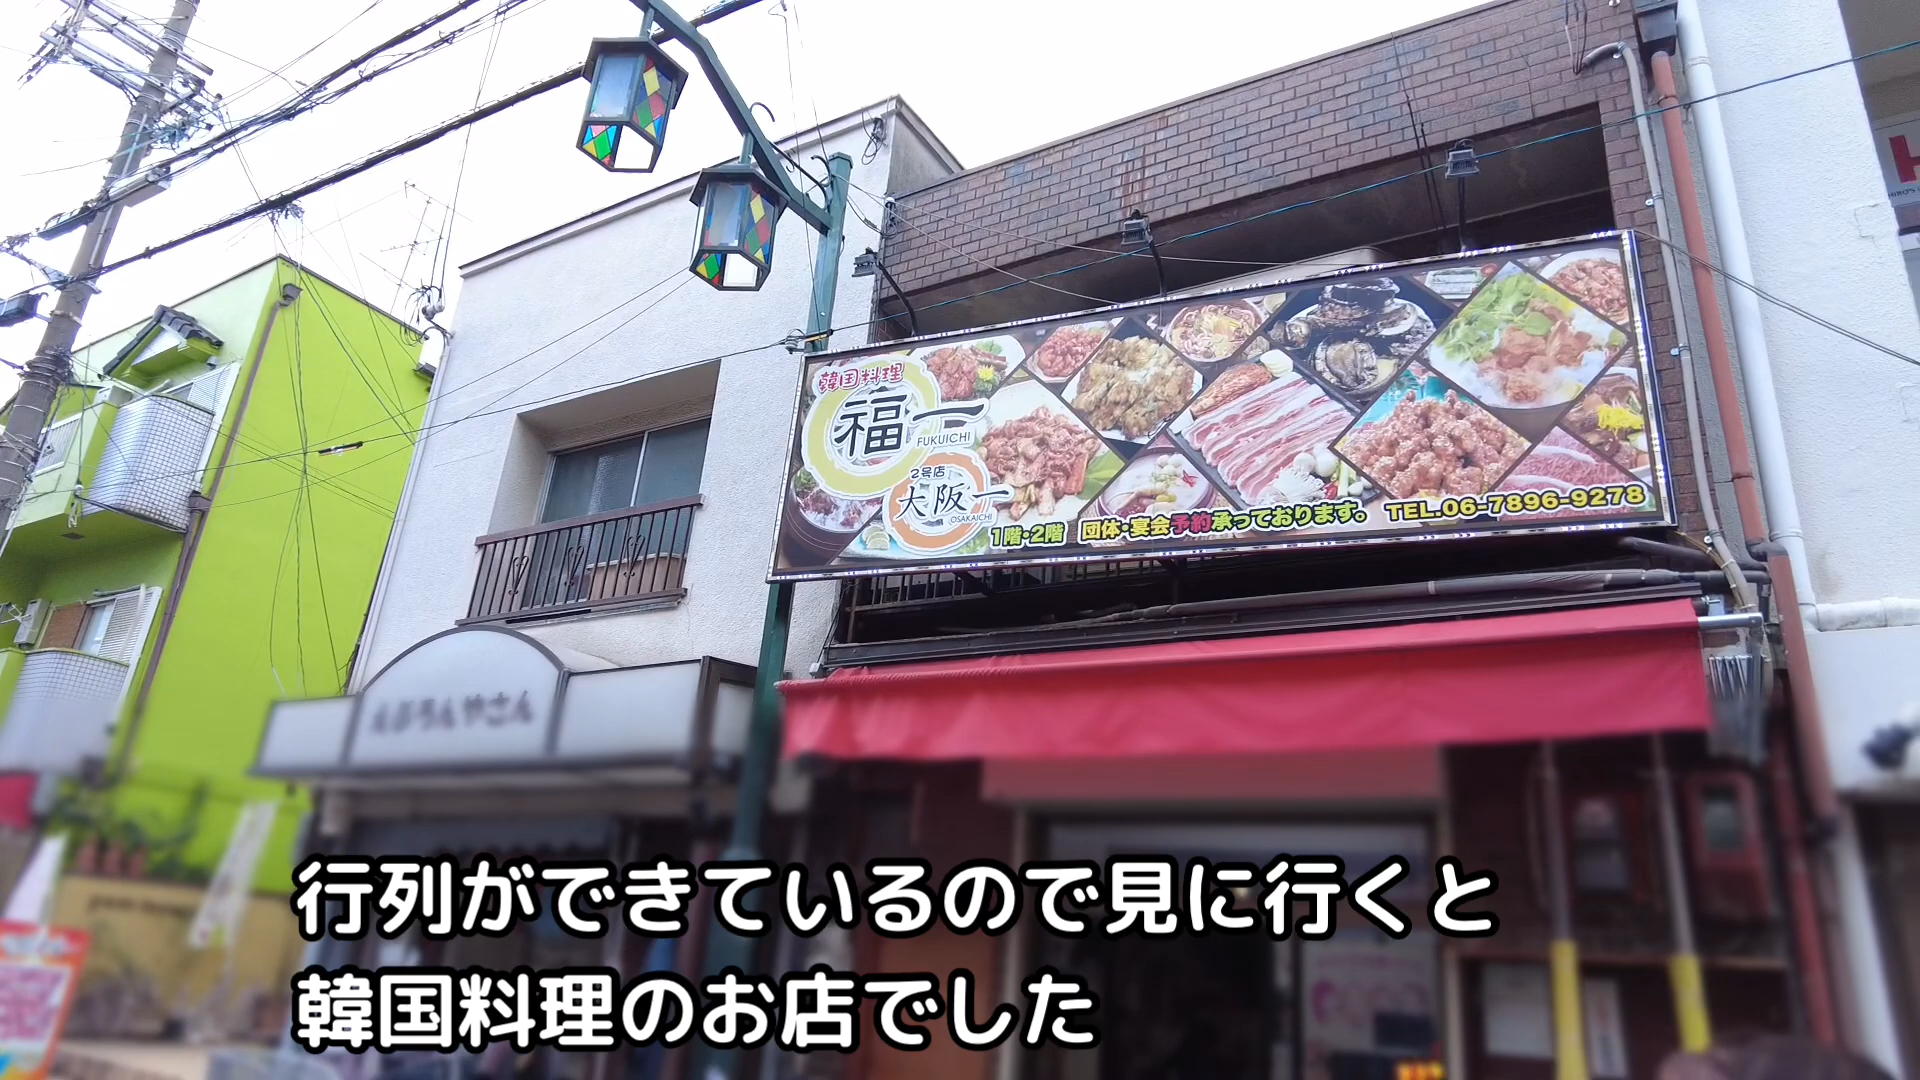 韓国料理
福一
FUKUICHI
2号店
大阪一
OSAKAICHI
1階・2階 団体・宴会予約承っております。 TEL.06-7896-9278
行列ができているので見に行くと
韓国料理のお店でした